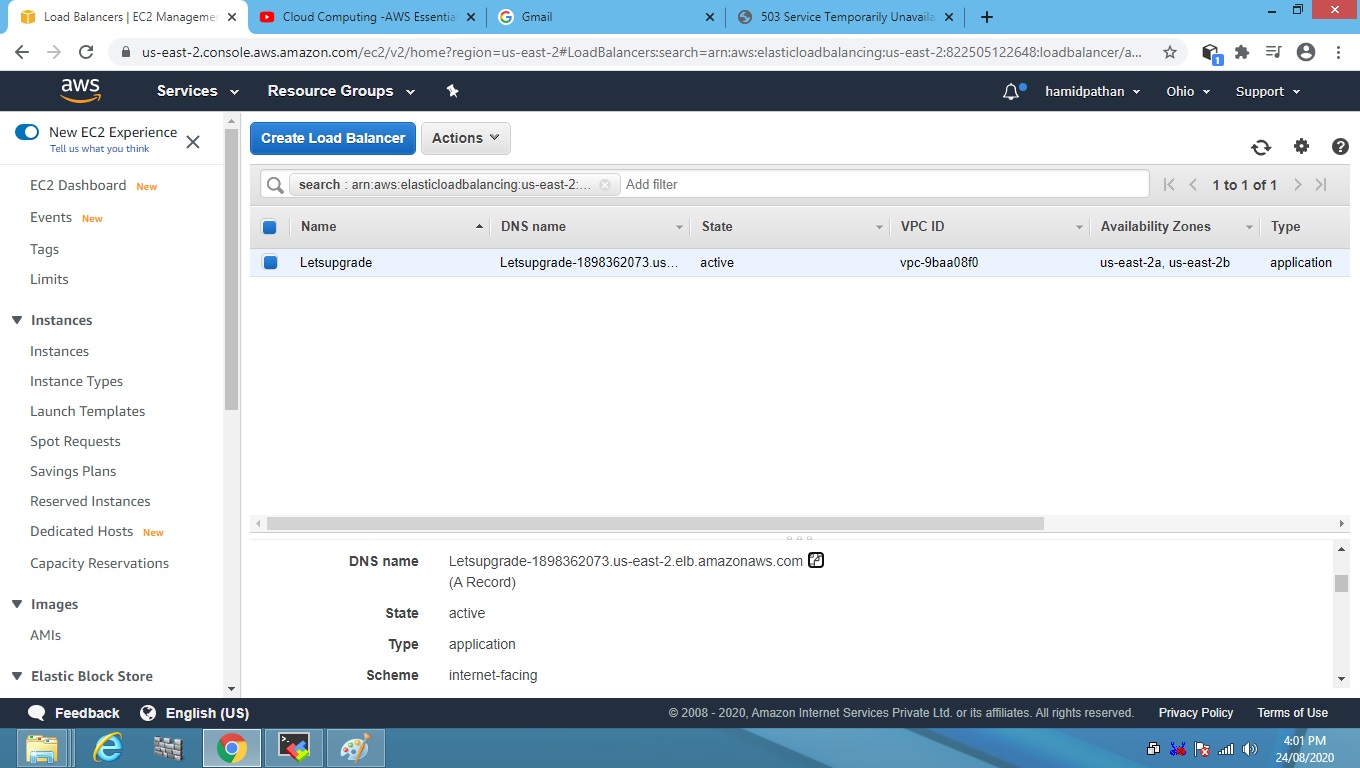 Load Balancers | EC2 Manageme
Cloud Computing -AWS Essentia
Gmail
503 Service Temporarily Unavaila
us-east-2.console.aws.amazon.com/ec2/v2/home?region=us-east-2#LoadBalancers:search=arn:aws:elasticloadbalancing:us-east-2:822505122648:loadbalancer/a...
1
aws
Services
Resource Groups
hamidpathan
Ohio
Support
New EC2 Experience
Tell us what you think
EC2 Dashboard New
Events New
Tags
Limits
Instances
Instances
Instance Types
Launch Templates
Spot Requests
Savings Plans
Reserved Instances
Dedicated Hosts New
Capacity Reservations
Images
AMIs
Elastic Block Store
Create Load Balancer
Actions
search : arn:aws:elasticloadbalancing:us-east-2:...
Add filter
1 to 1 of 1
Name DNS name State VPC ID Availability Zones Type
Letsupgrade Letsupgrade-1898362073.us... active vpc-9baa08f0 us-east-2a, us-east-2b application
DNS name Letsupgrade-1898362073.us-east-2.elb.amazonaws.com
(A Record)
State active
Type application
Scheme internet-facing
Feedback
English (US)
© 2008 - 2020, Amazon Internet Services Private Ltd. or its affiliates. All rights reserved.
Privacy Policy
Terms of Use
4:01 PM
24/08/2020